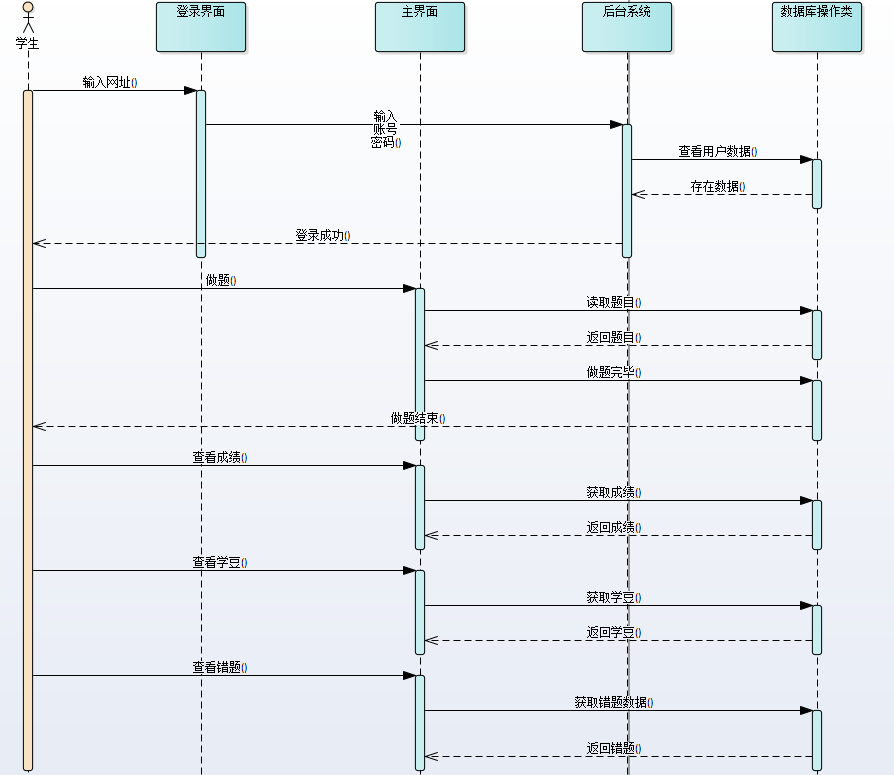 登录界面
主界面
后台系统
数据库操作类
学生
输入网址()
输入
账号
密码()
查看用户数据()
存在数据()
登录成功()
做题()
读取题目()
返回题目()
做题完毕()
做题结束()
查看成绩()
获取成绩()
返回成绩()
查看学豆()
获取学豆()
返回学豆()
查看错题()
获取错题数据()
返回错题()